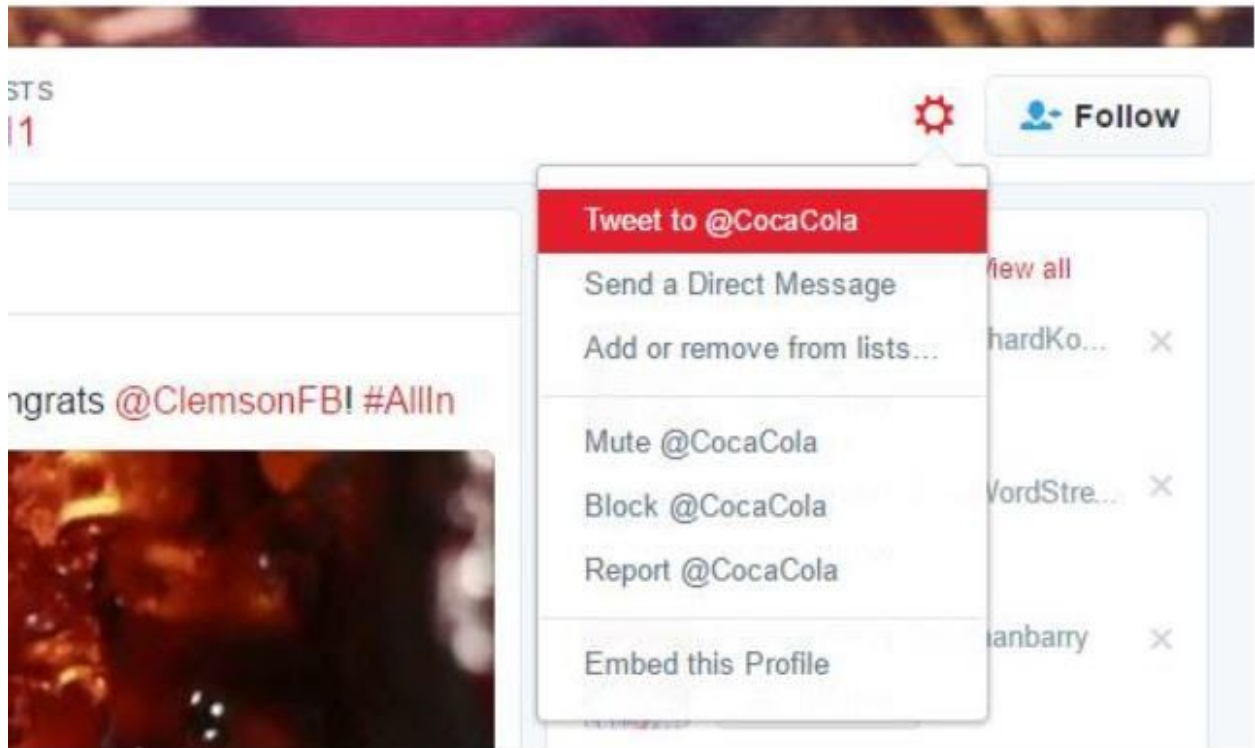 STS
11
Follow
Tweet to @CocaCola
Send a Direct Message
Add or remove from lists...
Mute @CocaCola
Block @CocaCola
Report @CocaCola
Embed this Profile
ngrats @ClemsonFB! #AllIn
View all
hardKo...
WordStre...
anbarry